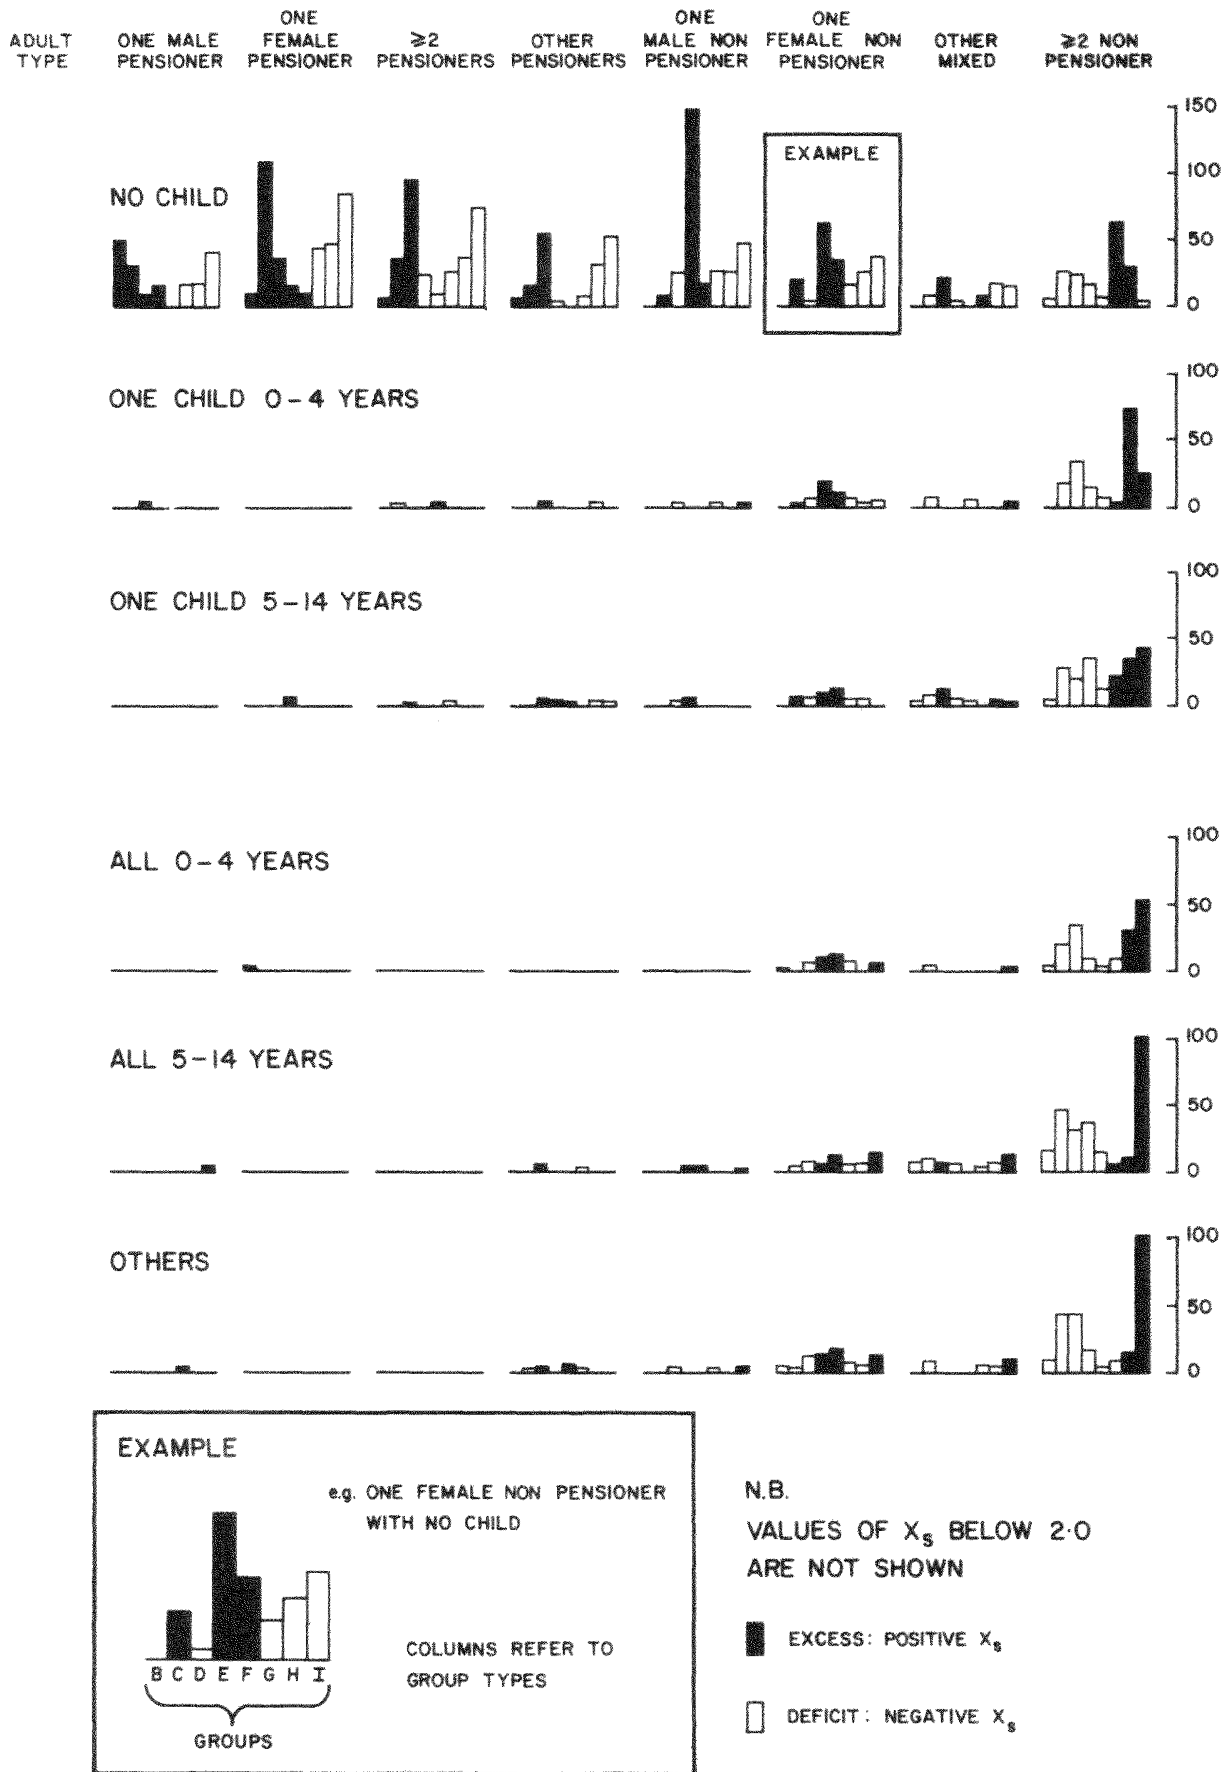 ADULT TYPE
ONE MALE PENSIONER
ONE FEMALE PENSIONER
⩾2 PENSIONERS
OTHER PENSIONERS
ONE MALE NON PENSIONER
ONE FEMALE NON PENSIONER
OTHER MIXED
⩾2 NON PENSIONER
NO CHILD
EXAMPLE
150
100
50
0
ONE CHILD 0-4 YEARS
100
50
0
ONE CHILD 5-14 YEARS
100
50
0
ALL 0-4 YEARS
100
50
0
ALL 5-14 YEARS
100
50
0
OTHERS
100
50
0
EXAMPLE
e.g. ONE FEMALE NON PENSIONER
WITH NO CHILD
COLUMNS REFER TO
GROUP TYPES
B C D E F G H I
GROUPS
N.B.
VALUES OF Xs BELOW 2·0
ARE NOT SHOWN
EXCESS: POSITIVE Xs
DEFICIT: NEGATIVE Xs